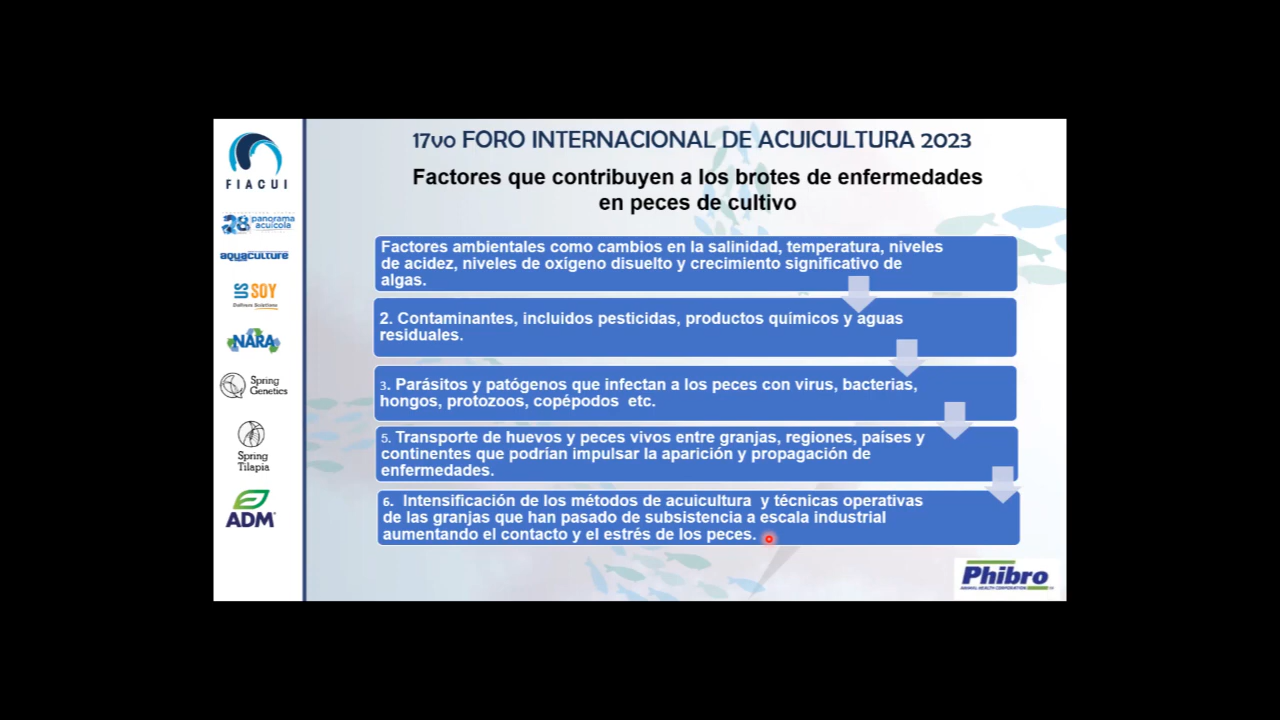 17vo FORO INTERNACIONAL DE ACUICULTURA 2023
Factores que contribuyen a los brotes de enfermedades
en peces de cultivo
Factores ambientales como cambios en la salinidad, temperatura, niveles
de acidez, niveles de oxígeno disuelto y crecimiento significativo de
algas.
2. Contaminantes, incluidos pesticidas, productos químicos y aguas
residuales.
3. Parásitos y patógenos que infectan a los peces con virus, bacterias,
hongos, protozoos, copépodos etc.
5. Transporte de huevos y peces vivos entre granjas, regiones, países y
continentes que podrían impulsar la aparición y propagación de
enfermedades.
6. Intensificación de los métodos de acuicultura y técnicas operativas
de las granjas que han pasado de subsistencia a escala industrial
aumentando el contacto y el estrés de los peces.
FIACUI
28 panorama
acuícola
aquaculture
US
SOY
NARA
Spring
Genetics
Spring
Tilapia
ADM
Phibro
ANIMAL HEALTH CORPORATION